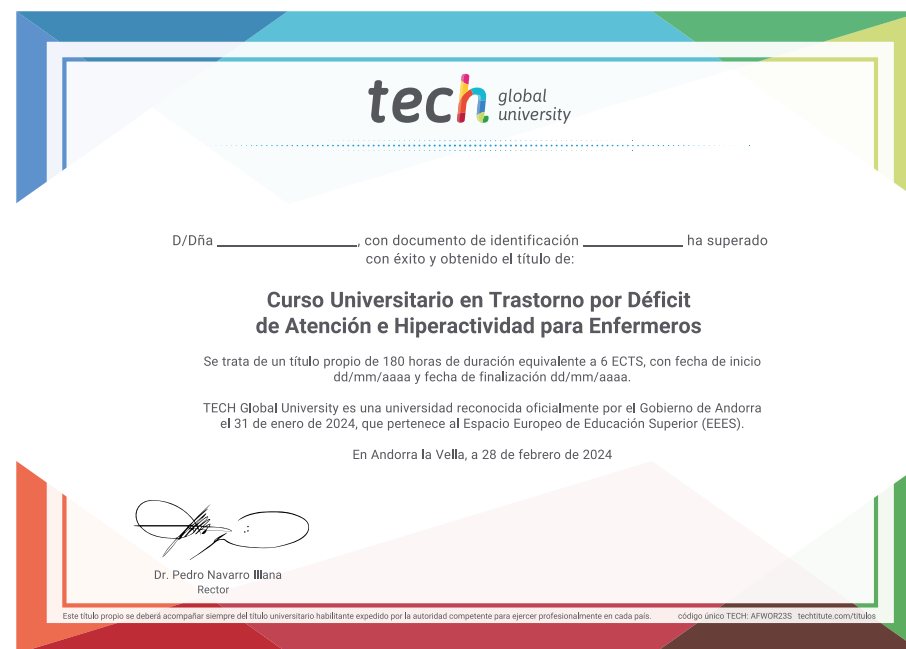 tech global university
D/Dña ____________________, con documento de identificación ______________ ha superado
con éxito y obtenido el título de:
Curso Universitario en Trastorno por Déficit
de Atención e Hiperactividad para Enfermeros
Se trata de un título propio de 180 horas de duración equivalente a 6 ECTS, con fecha de inicio
dd/mm/aaaa y fecha de finalización dd/mm/aaaa.
TECH Global University es una universidad reconocida oficialmente por el Gobierno de Andorra
el 31 de enero de 2024, que pertenece al Espacio Europeo de Educación Superior (EEES).
En Andorra la Vella, a 28 de febrero de 2024
Dr. Pedro Navarro Illana
Rector
Este título propio se deberá acompañar siempre del título universitario habilitante expedido por la autoridad competente para ejercer profesionalmente en cada país. código único TECH: AFWOR23S techtitute.com/titulos